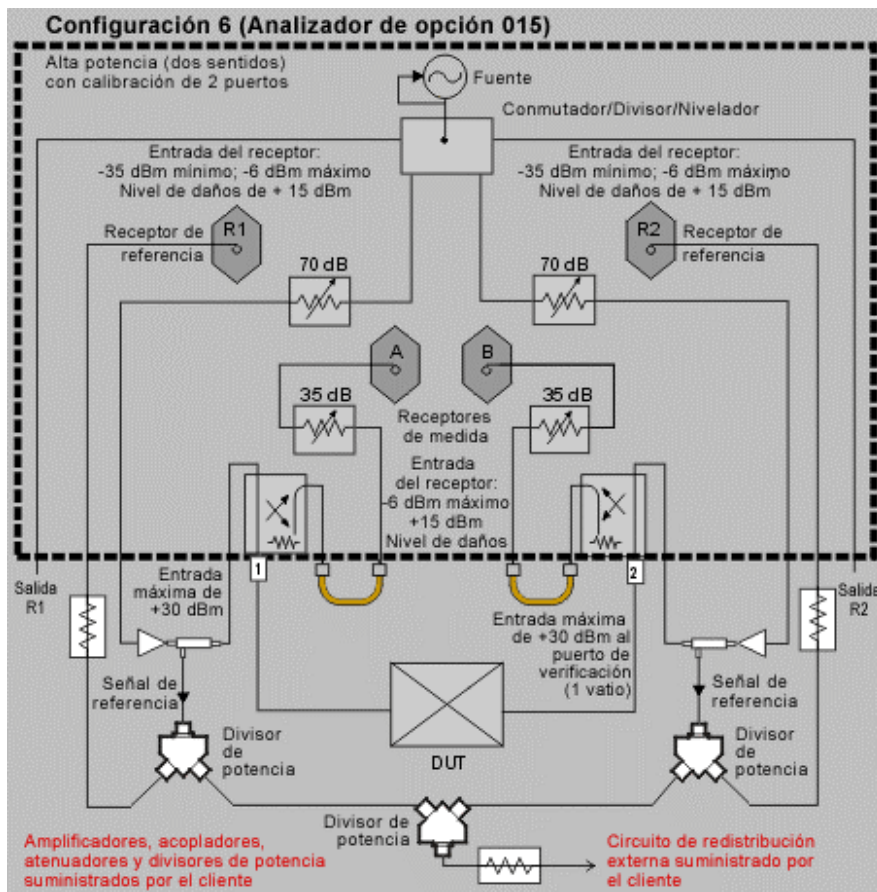 Configuración 6 (Analizador de opción 015)
Alta potencia (dos sentidos)
con calibración de 2 puertos
Fuente
Conmutador/Divisor/Nivelador
Entrada del receptor:
-35 dBm mínimo; -6 dBm máximo
Nivel de daños de + 15 dBm
Entrada del receptor:
-35 dBm mínimo; -6 dBm máximo
Nivel de daños de + 15 dBm
R1
Receptor de
referencia
R2
Receptor de
referencia
70 dB
70 dB
A
B
35 dB
35 dB
Receptores
de medida
Entrada
del receptor:
-6 dBm máximo
+15 dBm
Nivel de daños
1
2
Salida
R1
Entrada
máxima de
+30 dBm
Entrada máxima
de +30 dBm al
puerto de
verificación
(1 vatio)
Salida
R2
Señal de
referencia
Señal de
referencia
Divisor
de
potencia
DUT
Divisor
de
potencia
Divisor de
potencia
Amplificadores, acopladores,
atenuadores y divisores de potencia
suministrados por el cliente
Circuito de redistribución
externa suministrado por
el cliente